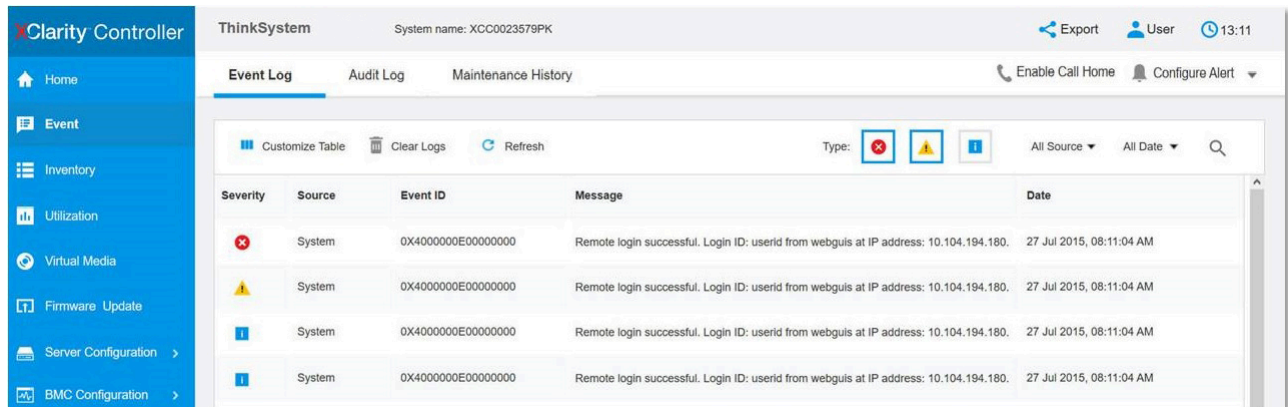 XClarity Controller
ThinkSystem System name: XCC0023579PK Export User 13:11
Home
Event Log Audit Log Maintenance History Enable Call Home Configure Alert
Event
Customize Table Clear Logs Refresh Type: All Source All Date
Inventory
Severity Source Event ID Message Date
Utilization
System 0X4000000E00000000 Remote login successful. Login ID: userid from webguis at IP address: 10.104.194.180. 27 Jul 2015, 08:11:04 AM
Virtual Media
System 0X4000000E00000000 Remote login successful. Login ID: userid from webguis at IP address: 10.104.194.180. 27 Jul 2015, 08:11:04 AM
Firmware Update
System 0X4000000E00000000 Remote login successful. Login ID: userid from webguis at IP address: 10.104.194.180. 27 Jul 2015, 08:11:04 AM
Server Configuration
System 0X4000000E00000000 Remote login successful. Login ID: userid from webguis at IP address: 10.104.194.180. 27 Jul 2015, 08:11:04 AM
BMC Configuration